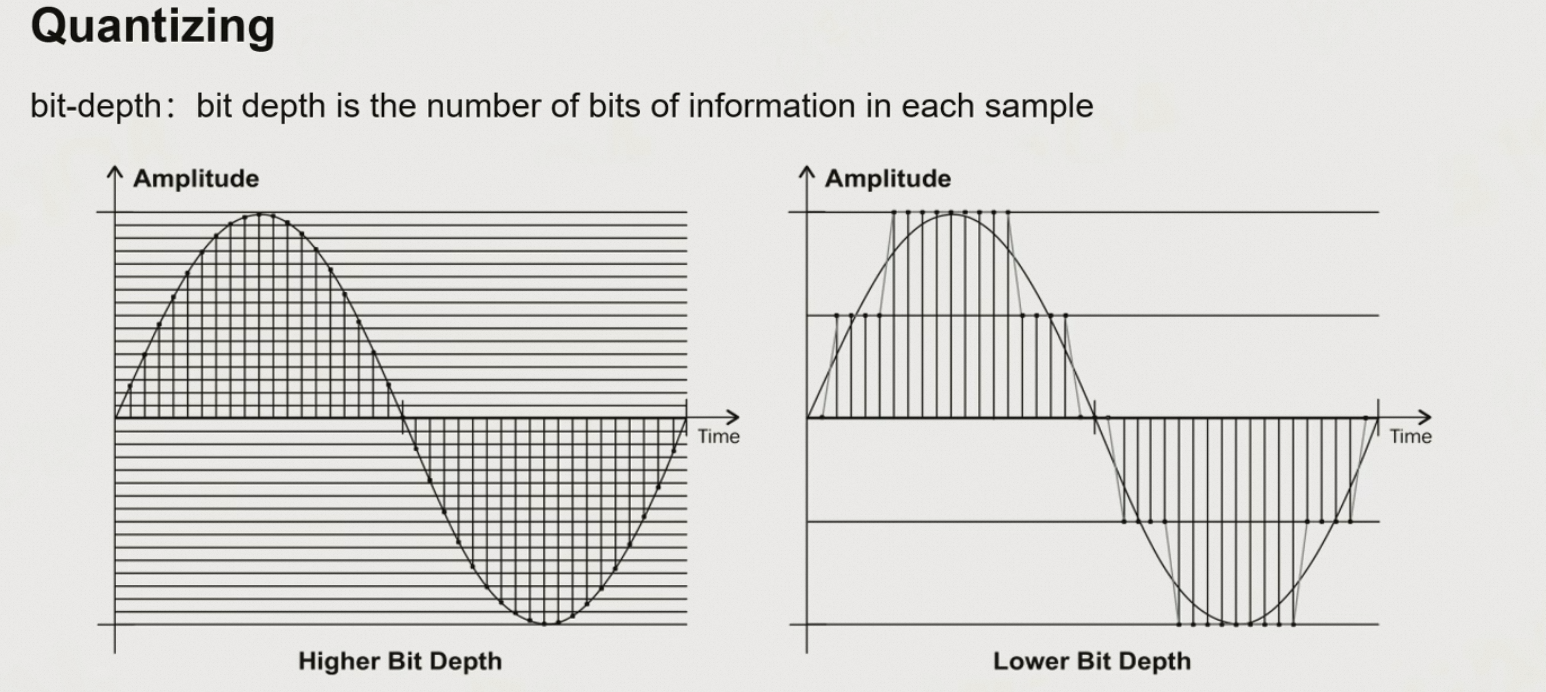 Quantizing
bit-depth： bit depth is the number of bits of information in each sample
Amplitude
Time
Higher Bit Depth
Amplitude
Time
Lower Bit Depth